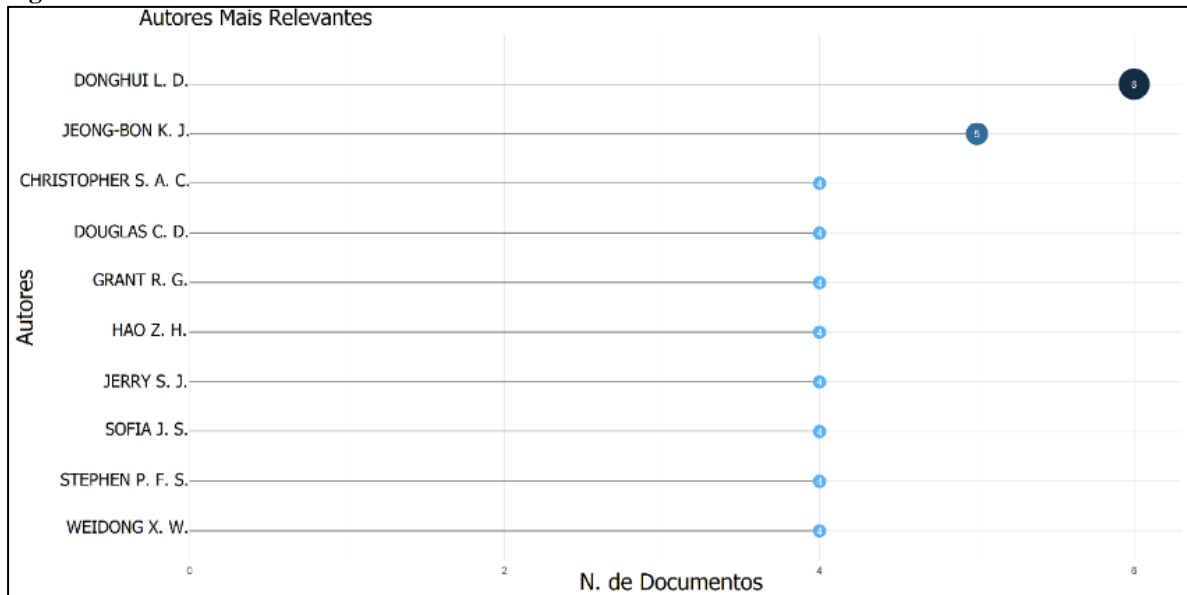 Autores Mais Relevantes
DONGHUI L. D.
6
JEONG-BON K. J.
5
CHRISTOPHER S. A. C.
4
DOUGLAS C. D.
4
GRANT R. G.
4
HAO Z. H.
4
JERRY S. J.
4
SOFIA J. S.
4
STEPHEN P. F. S.
4
WEIDONG X. W.
4
Autores
0 2 4 6
N. de Documentos